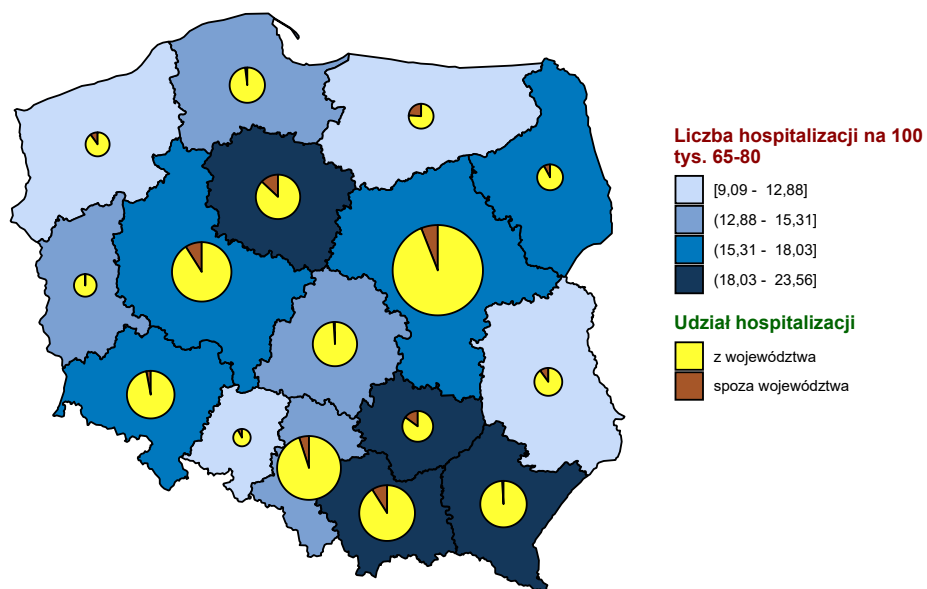 Liczba hospitalizacji na 100
tys. 65-80
[9,09 - 12,88]
(12,88 - 15,31]
(15,31 - 18,03]
(18,03 - 23,56]
Udział hospitalizacji
z województwa
spoza województwa